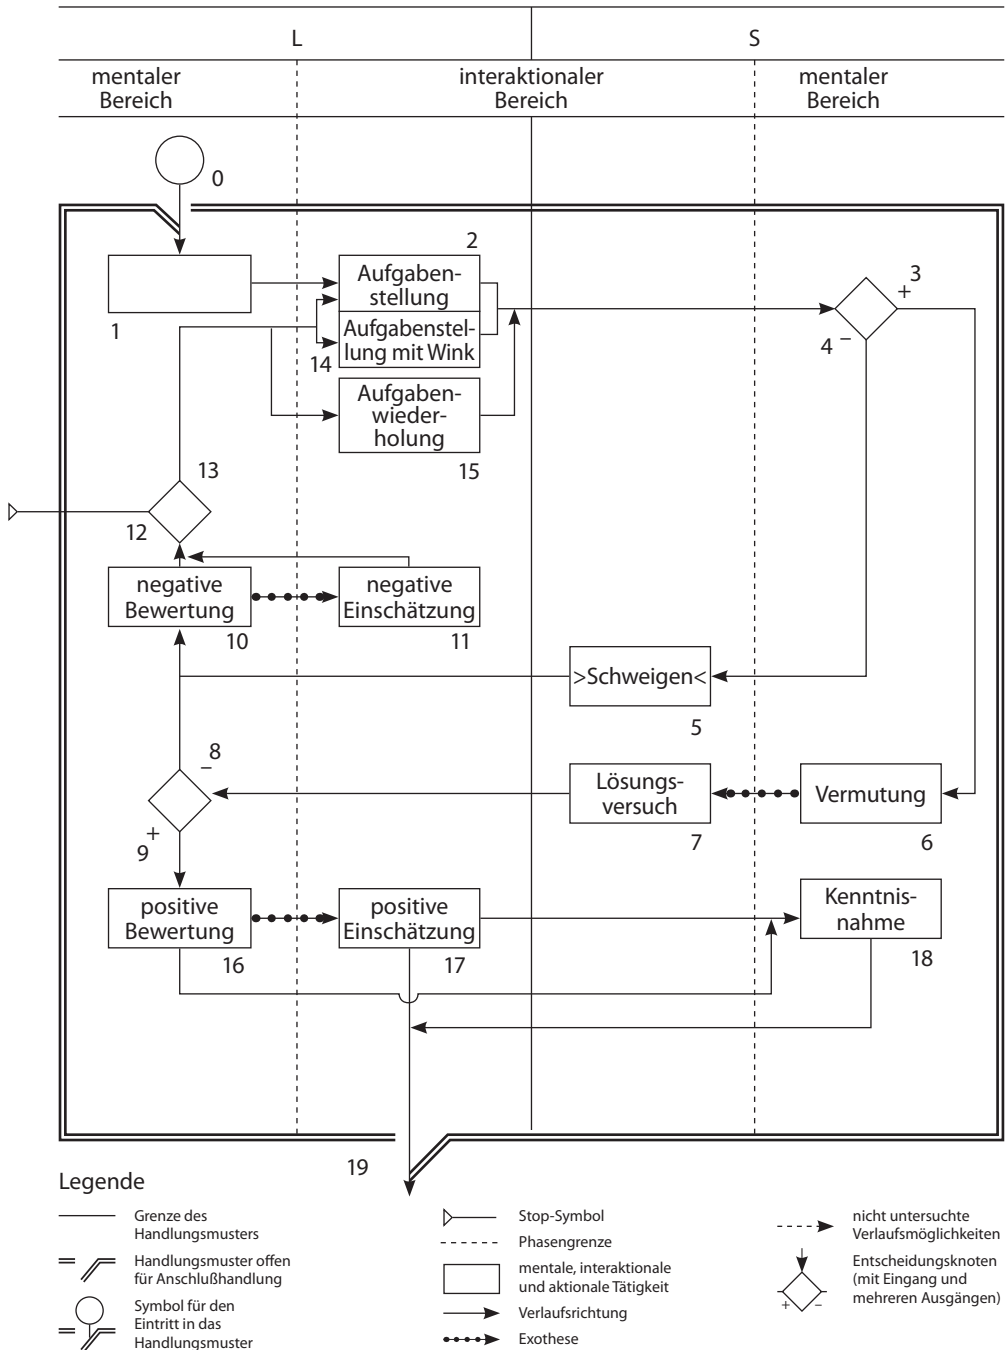 L
S
mentaler
Bereich
interaktionaler
Bereich
mentaler
Bereich
0
2
Aufgaben-
stellung
Aufgabenstel-
lung mit Wink
1
14
3
+
4 –
Aufgaben-
wieder-
holung
15
13
12
negative
Bewertung
10
negative
Einschätzung
11
>Schweigen<
5
– 8
Lösungs-
versuch
7
Vermutung
6
+
9
positive
Bewertung
16
positive
Einschätzung
17
Kenntnis-
nahme
18
19
Legende
Grenze des
Handlungsmusters
Handlungsmuster offen
für Anschlußhandlung
Symbol für den
Eintritt in das
Handlungsmuster
Stop-Symbol
Phasengrenze
mentale, interaktionale
und aktionale Tätigkeit
Verlaufsrichtung
Exothese
nicht untersuchte
Verlaufsmöglichkeiten
Entscheidungsknoten
(mit Eingang und
mehreren Ausgängen)
+ –